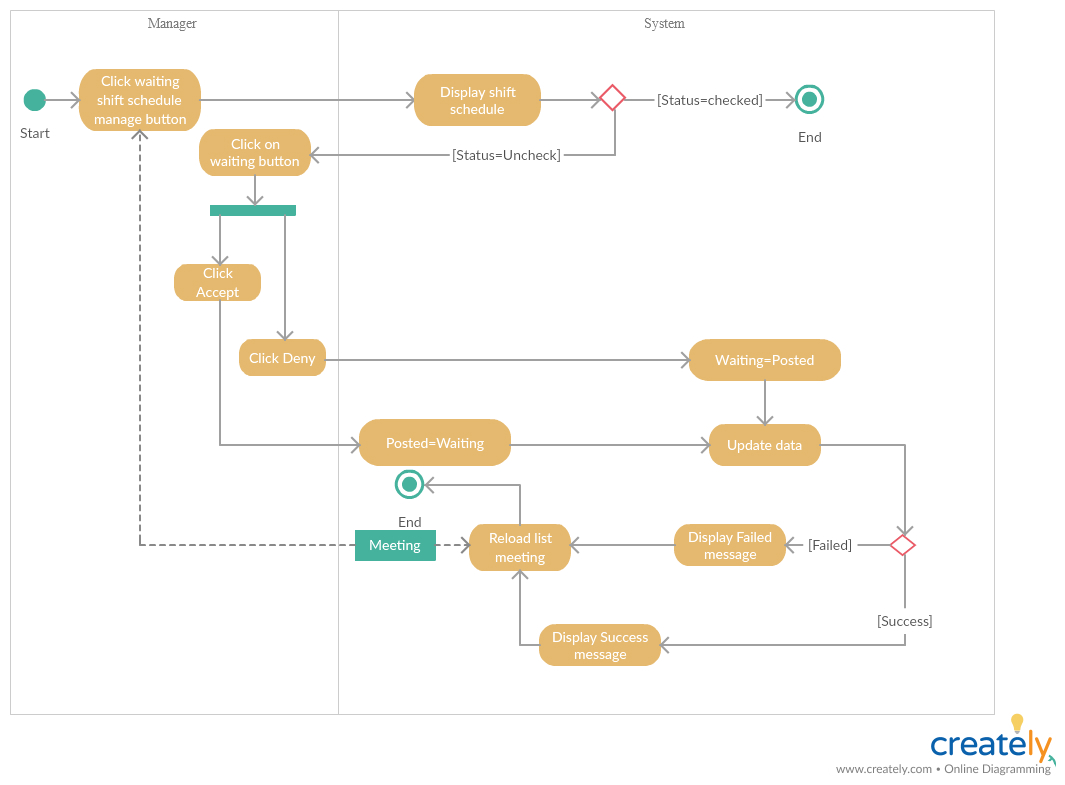 Manager
System
Click waiting
shift schedule
manage button
Display shift
schedule
[Status=checked]
Start
End
Click on
waiting button
[Status=Uncheck]
Click
Accept
Click Deny
Waiting=Posted
Posted=Waiting
Update data
End
Meeting
Reload list
meeting
Display Failed
message
[Failed]
[Success]
Display Success
message
creately
www.creately.com • Online Diagramming